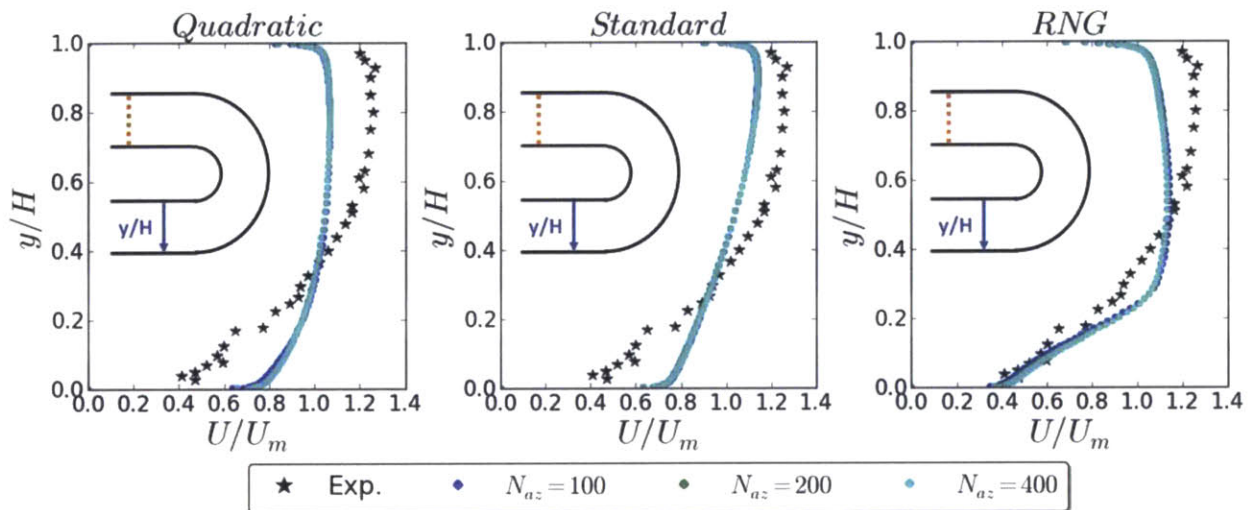 Quadratic Standard RNG
1.0 1.0 1.0
0.8 0.8 0.8
0.6 0.6 0.6
y/H y/H y/H
y/H y/H y/H
0.4 0.4 0.4
0.2 0.2 0.2
0.0 0.0 0.0
0.0 0.2 0.4 0.6 0.8 1.0 1.2 1.4 0.0 0.2 0.4 0.6 0.8 1.0 1.2 1.4 0.0 0.2 0.4 0.6 0.8 1.0 1.2 1.4
U/U_m U/U_m U/U_m
Exp. N_az=100 N_az=200 N_az=400